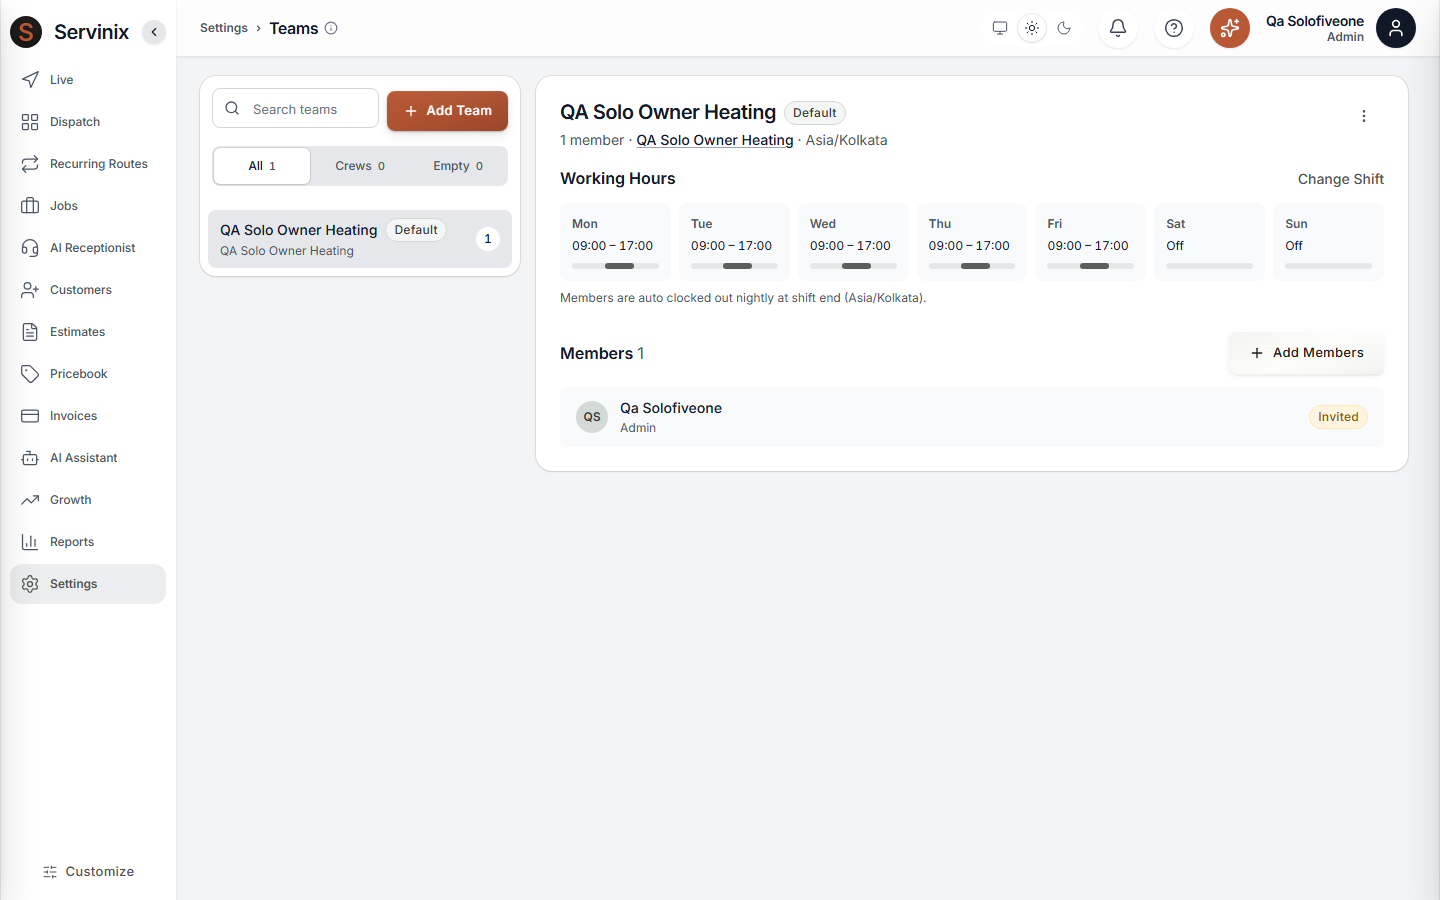 S Servinix
Live
Dispatch
Recurring Routes
Jobs
AI Receptionist
Customers
Estimates
Pricebook
Invoices
AI Assistant
Growth
Reports
Settings
Customize
Settings › Teams
Qa Solofiveone
Admin
Search teams
+ Add Team
All 1
Crews 0
Empty 0
QA Solo Owner Heating Default
QA Solo Owner Heating
1
QA Solo Owner Heating Default
1 member · QA Solo Owner Heating · Asia/Kolkata
Working Hours
Change Shift
Mon
09:00 – 17:00
Tue
09:00 – 17:00
Wed
09:00 – 17:00
Thu
09:00 – 17:00
Fri
09:00 – 17:00
Sat
Off
Sun
Off
Members are auto clocked out nightly at shift end (Asia/Kolkata).
Members 1
+ Add Members
QS
Qa Solofiveone
Admin
Invited